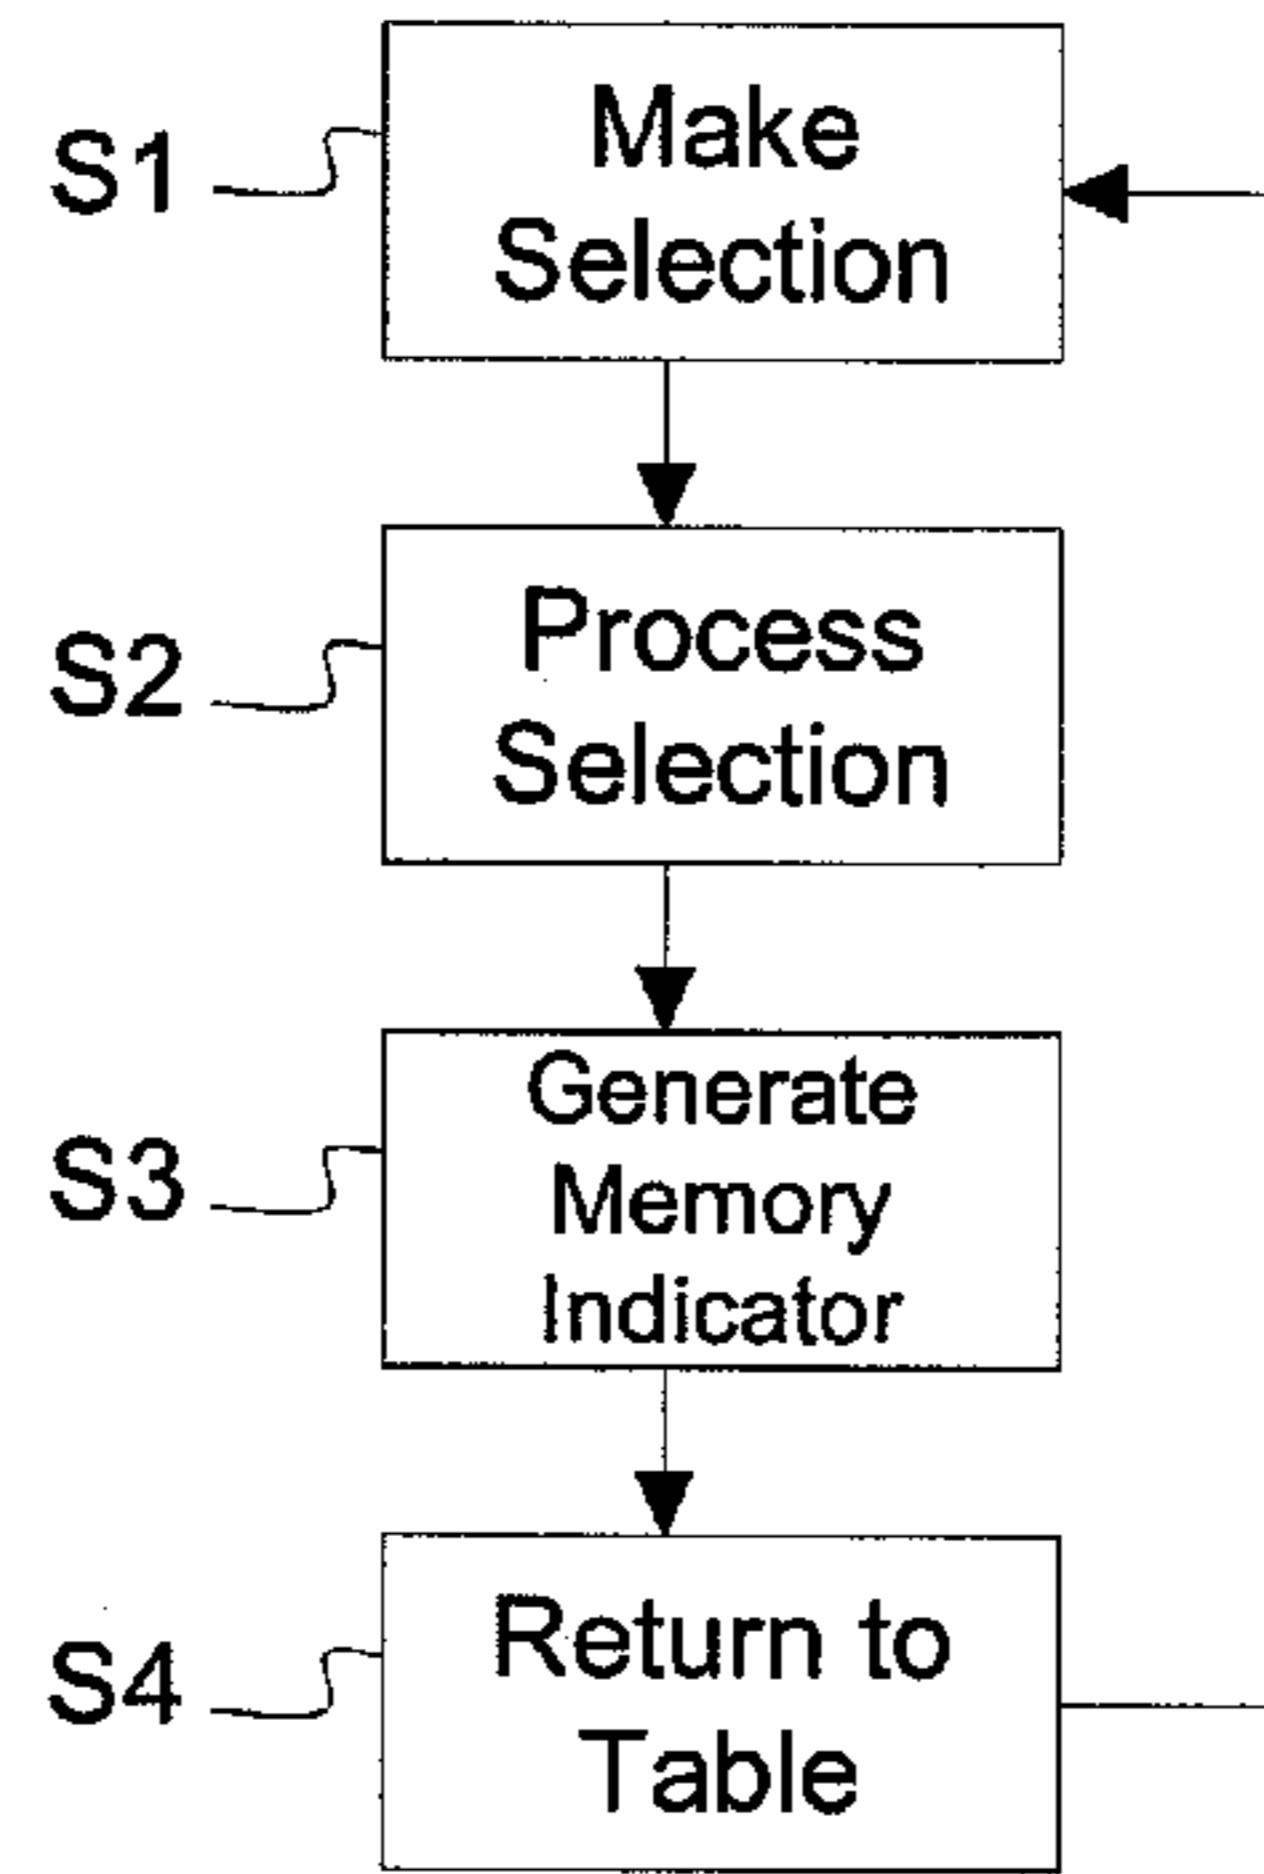 S1
Make
Selection
S2
Process
Selection
S3
Generate
Memory
Indicator
S4
Return to
Table